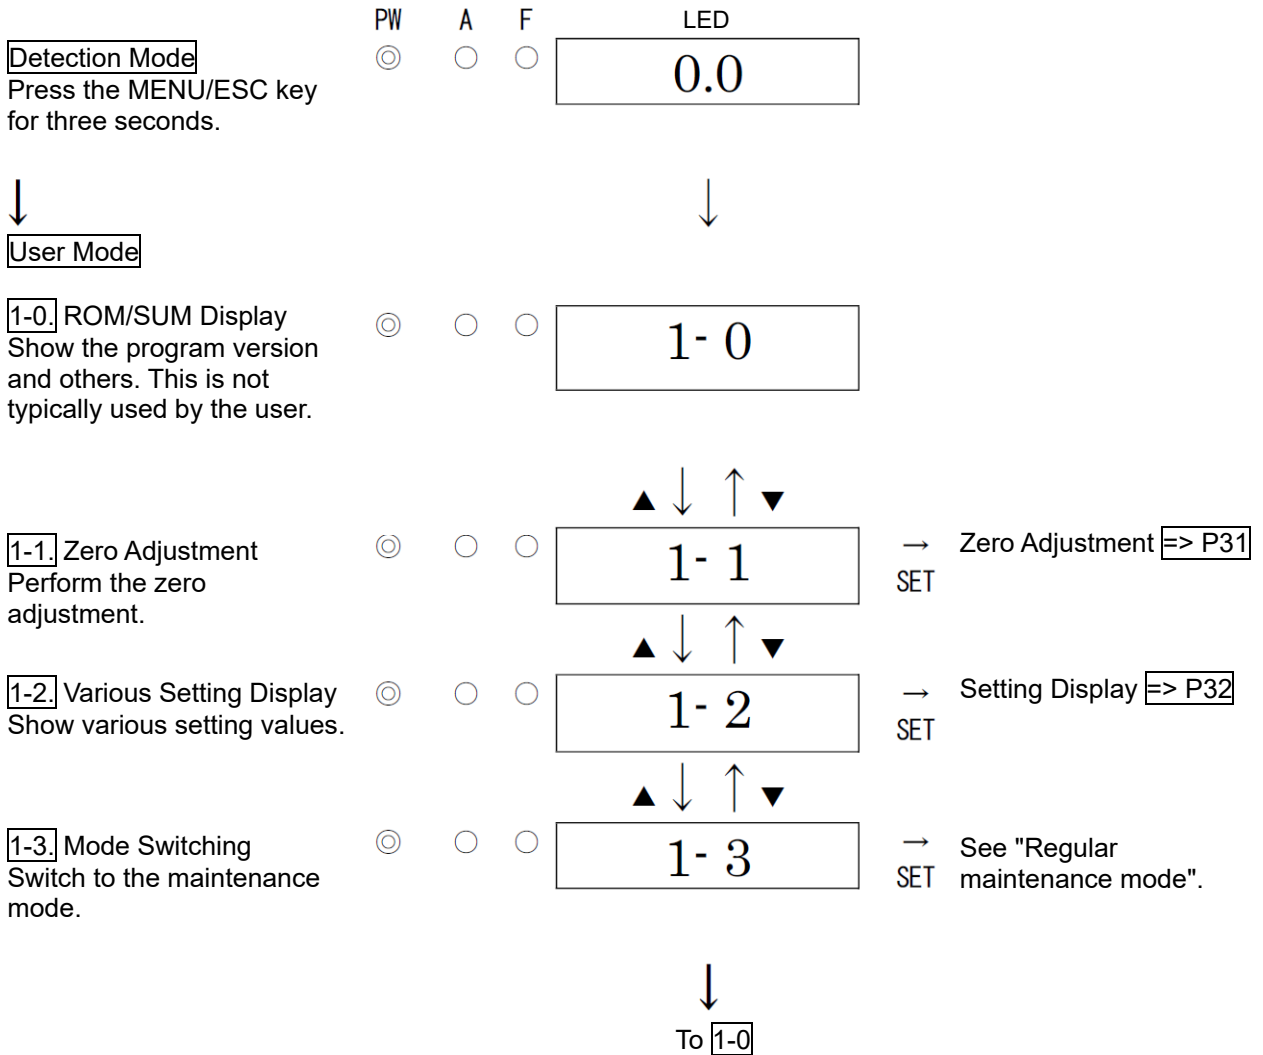 PW A F LED
Detection Mode ◎ ○ ○ 0.0
Press the MENU/ESC key
for three seconds.
↓ ↓
User Mode
1-0. ROM/SUM Display ◎ ○ ○ 1- 0
Show the program version
and others. This is not
typically used by the user.
▲ ↓ ↑ ▼
1-1. Zero Adjustment ◎ ○ ○ 1- 1 → Zero Adjustment => P31
Perform the zero SET
adjustment.
▲ ↓ ↑ ▼
1-2. Various Setting Display ◎ ○ ○ 1- 2 → Setting Display => P32
Show various setting values. SET
▲ ↓ ↑ ▼
1-3. Mode Switching ◎ ○ ○ 1- 3 → See "Regular
Switch to the maintenance SET maintenance mode".
mode.
↓
To 1-0